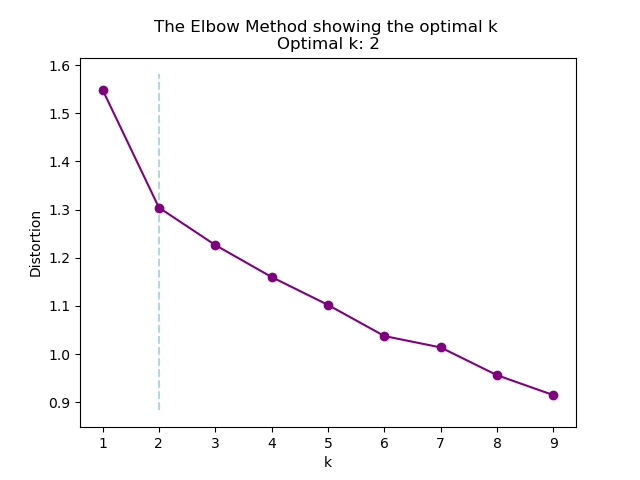 The Elbow Method showing the optimal k
Optimal k: 2
1.6
1.5
1.4
1.3
1.2
1.1
1.0
0.9
Distortion
1 2 3 4 5 6 7 8 9
k